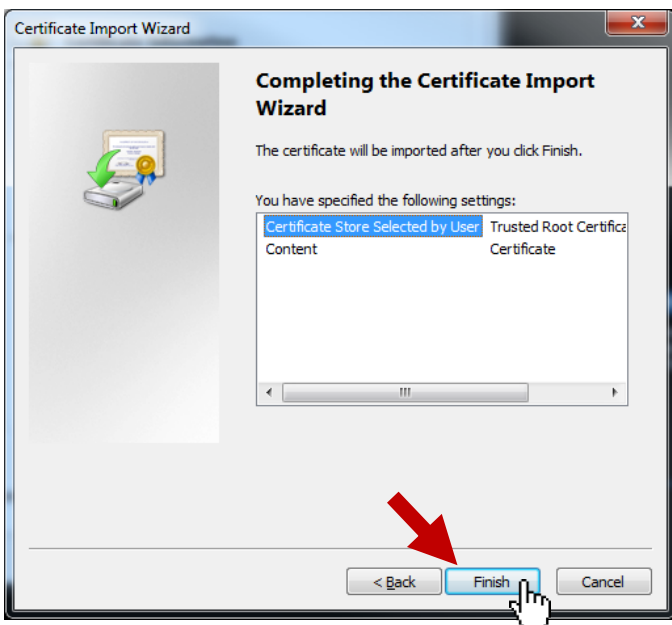 Certificate Import Wizard
Completing the Certificate Import
Wizard
The certificate will be imported after you click Finish.
You have specified the following settings:
Certificate Store Selected by User Trusted Root Certifica
Content Certificate
< Back Finish Cancel